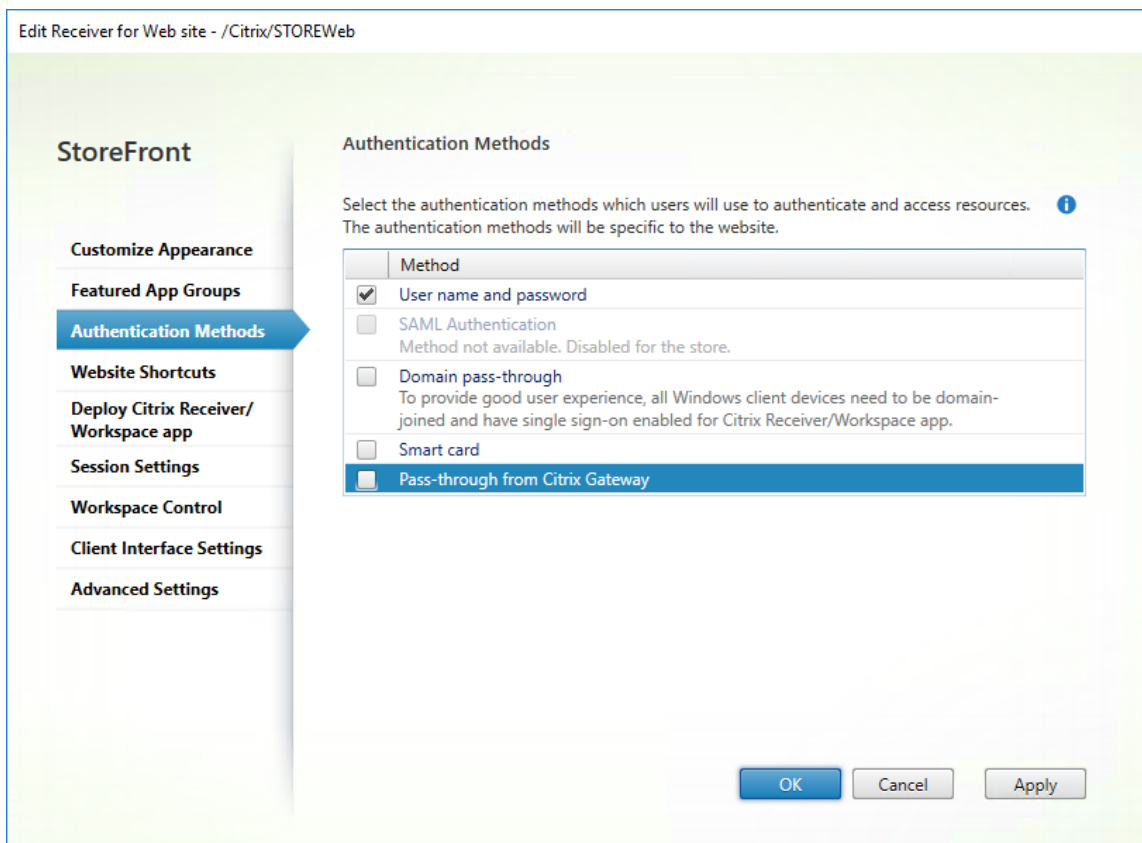 Edit Receiver for Web site - /Citrix/STOREWeb
StoreFront
Customize Appearance
Featured App Groups
Authentication Methods
Website Shortcuts
Deploy Citrix Receiver/
Workspace app
Session Settings
Workspace Control
Client Interface Settings
Advanced Settings
Authentication Methods
Select the authentication methods which users will use to authenticate and access resources.
The authentication methods will be specific to the website.
Method
User name and password
SAML Authentication
Method not available. Disabled for the store.
Domain pass-through
To provide good user experience, all Windows client devices need to be domain-
joined and have single sign-on enabled for Citrix Receiver/Workspace app.
Smart card
Pass-through from Citrix Gateway
OK
Cancel
Apply